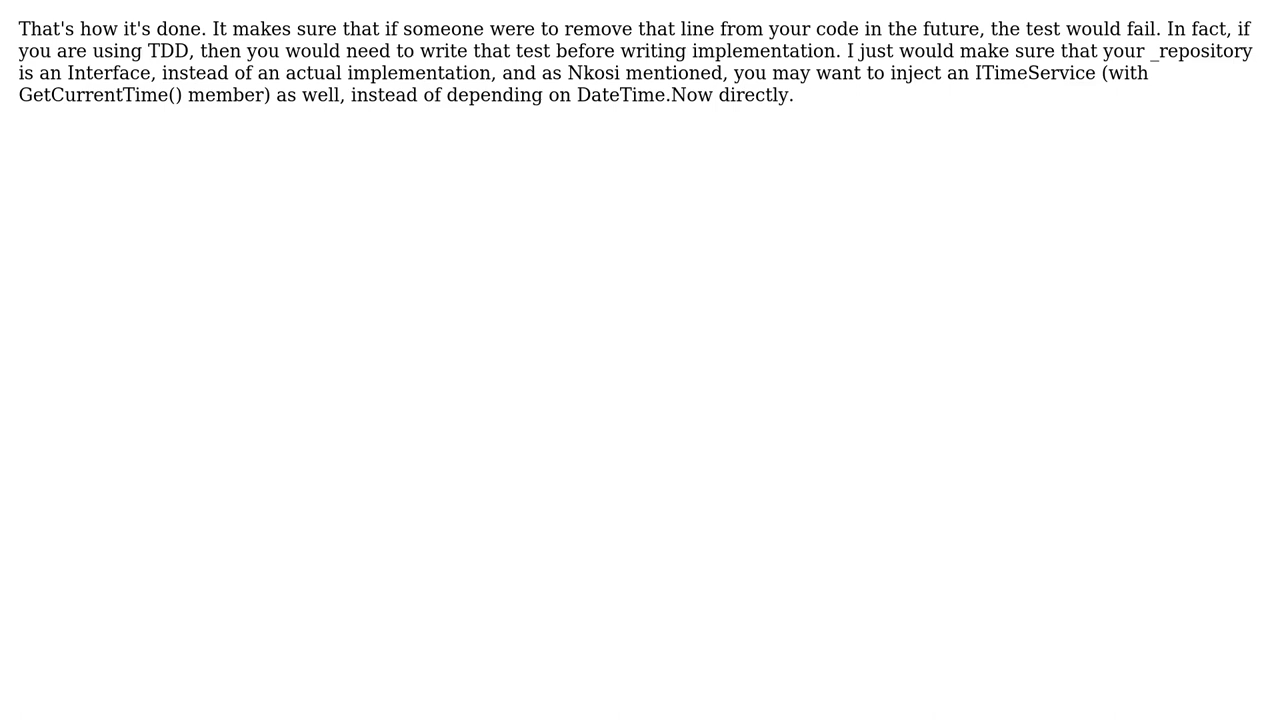 That's how it's done. It makes sure that if someone were to remove that line from your code in the future, the test would fail. In fact, if
you are using TDD, then you would need to write that test before writing implementation. I just would make sure that your _repository
is an Interface, instead of an actual implementation, and as Nkosi mentioned, you may want to inject an ITimeService (with
GetCurrentTime() member) as well, instead of depending on DateTime.Now directly.